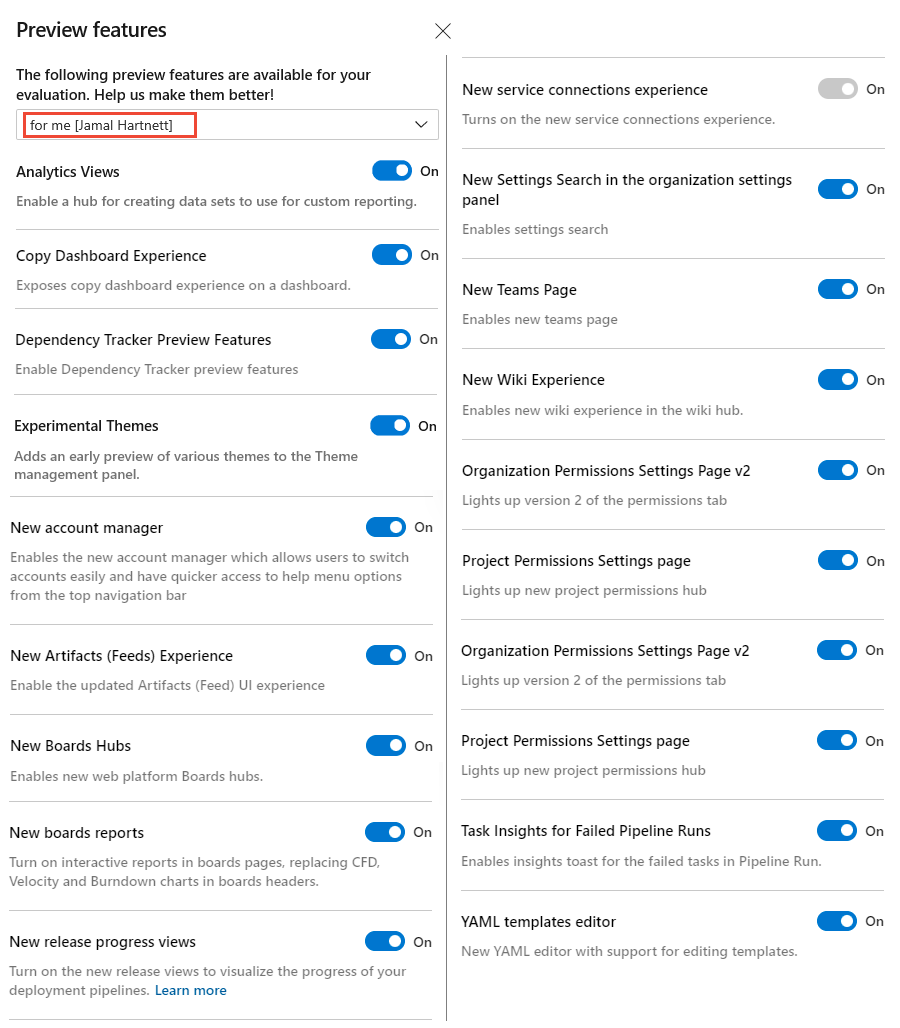 Preview features
The following preview features are available for your
evaluation. Help us make them better!
for me [Jamal Hartnett]
Analytics Views
On
Enable a hub for creating data sets to use for custom reporting.
Copy Dashboard Experience
On
Exposes copy dashboard experience on a dashboard.
Dependency Tracker Preview Features
On
Enable Dependency Tracker preview features
Experimental Themes
On
Adds an early preview of various themes to the Theme
management panel.
New account manager
On
Enables the new account manager which allows users to switch
accounts easily and have quicker access to help menu options
from the top navigation bar
New Artifacts (Feeds) Experience
On
Enable the updated Artifacts (Feed) UI experience
New Boards Hubs
On
Enables new web platform Boards hubs.
New boards reports
On
Turn on interactive reports in boards pages, replacing CFD,
Velocity and Burndown charts in boards headers.
New release progress views
On
Turn on the new release views to visualize the progress of your
deployment pipelines. Learn more
New service connections experience
On
Turns on the new service connections experience.
New Settings Search in the organization settings
panel
On
Enables settings search
New Teams Page
On
Enables new teams page
New Wiki Experience
On
Enables new wiki experience in the wiki hub.
Organization Permissions Settings Page v2
On
Lights up version 2 of the permissions tab
Project Permissions Settings page
On
Lights up new project permissions hub
Organization Permissions Settings Page v2
On
Lights up version 2 of the permissions tab
Project Permissions Settings page
On
Lights up new project permissions hub
Task Insights for Failed Pipeline Runs
On
Enables insights toast for the failed tasks in Pipeline Run.
YAML templates editor
On
New YAML editor with support for editing templates.